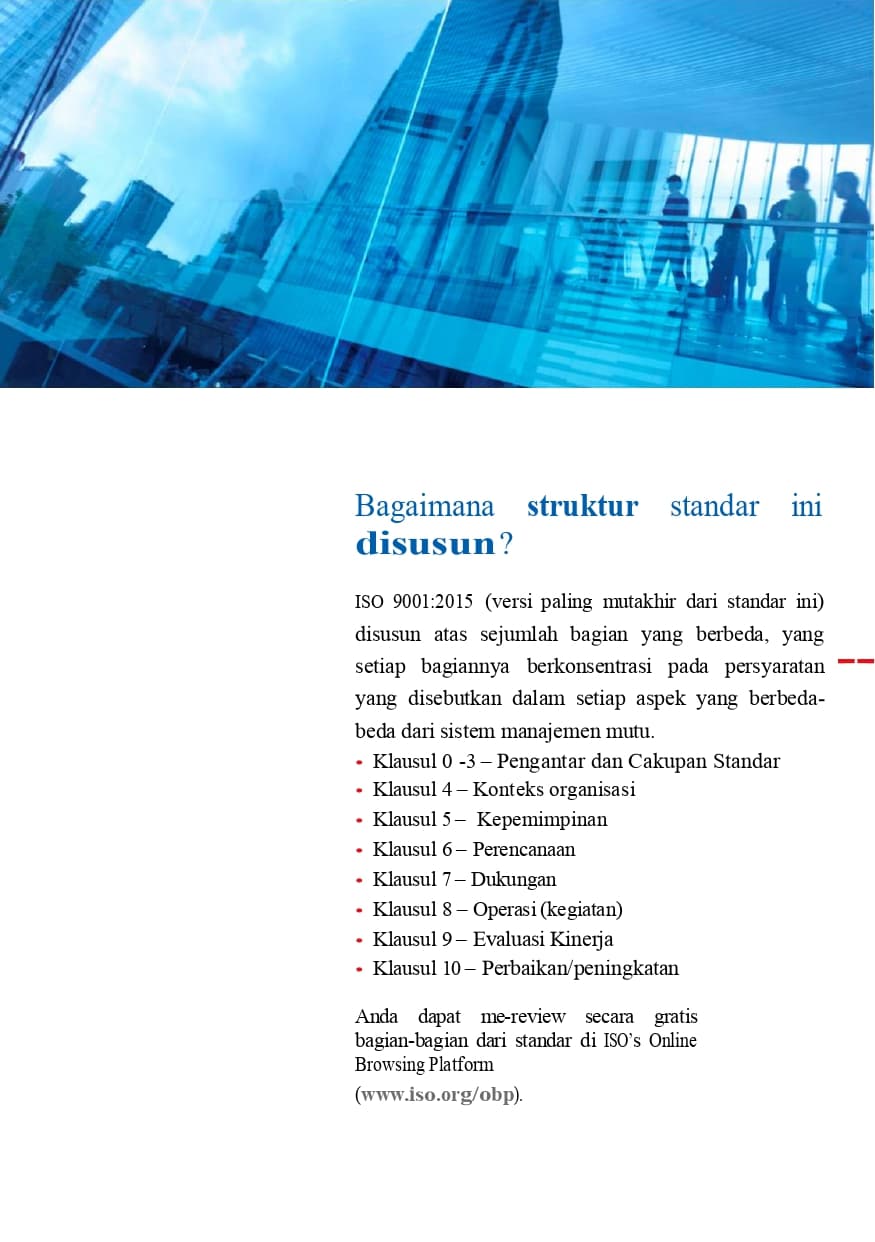 Bagaimana struktur standar ini
disusun?
ISO 9001:2015 (versi paling mutakhir dari standar ini)
disusun atas sejumlah bagian yang berbeda, yang
setiap bagiannya berkonsentrasi pada persyaratan
yang disebutkan dalam setiap aspek yang berbeda-
beda dari sistem manajemen mutu.
• Klausul 0 -3 – Pengantar dan Cakupan Standar
• Klausul 4 – Konteks organisasi
• Klausul 5 – Kepemimpinan
• Klausul 6 – Perencanaan
• Klausul 7 – Dukungan
• Klausul 8 – Operasi (kegiatan)
• Klausul 9 – Evaluasi Kinerja
• Klausul 10 – Perbaikan/peningkatan
Anda dapat me-review secara gratis
bagian-bagian dari standar di ISO’s Online
Browsing Platform
(www.iso.org/obp).